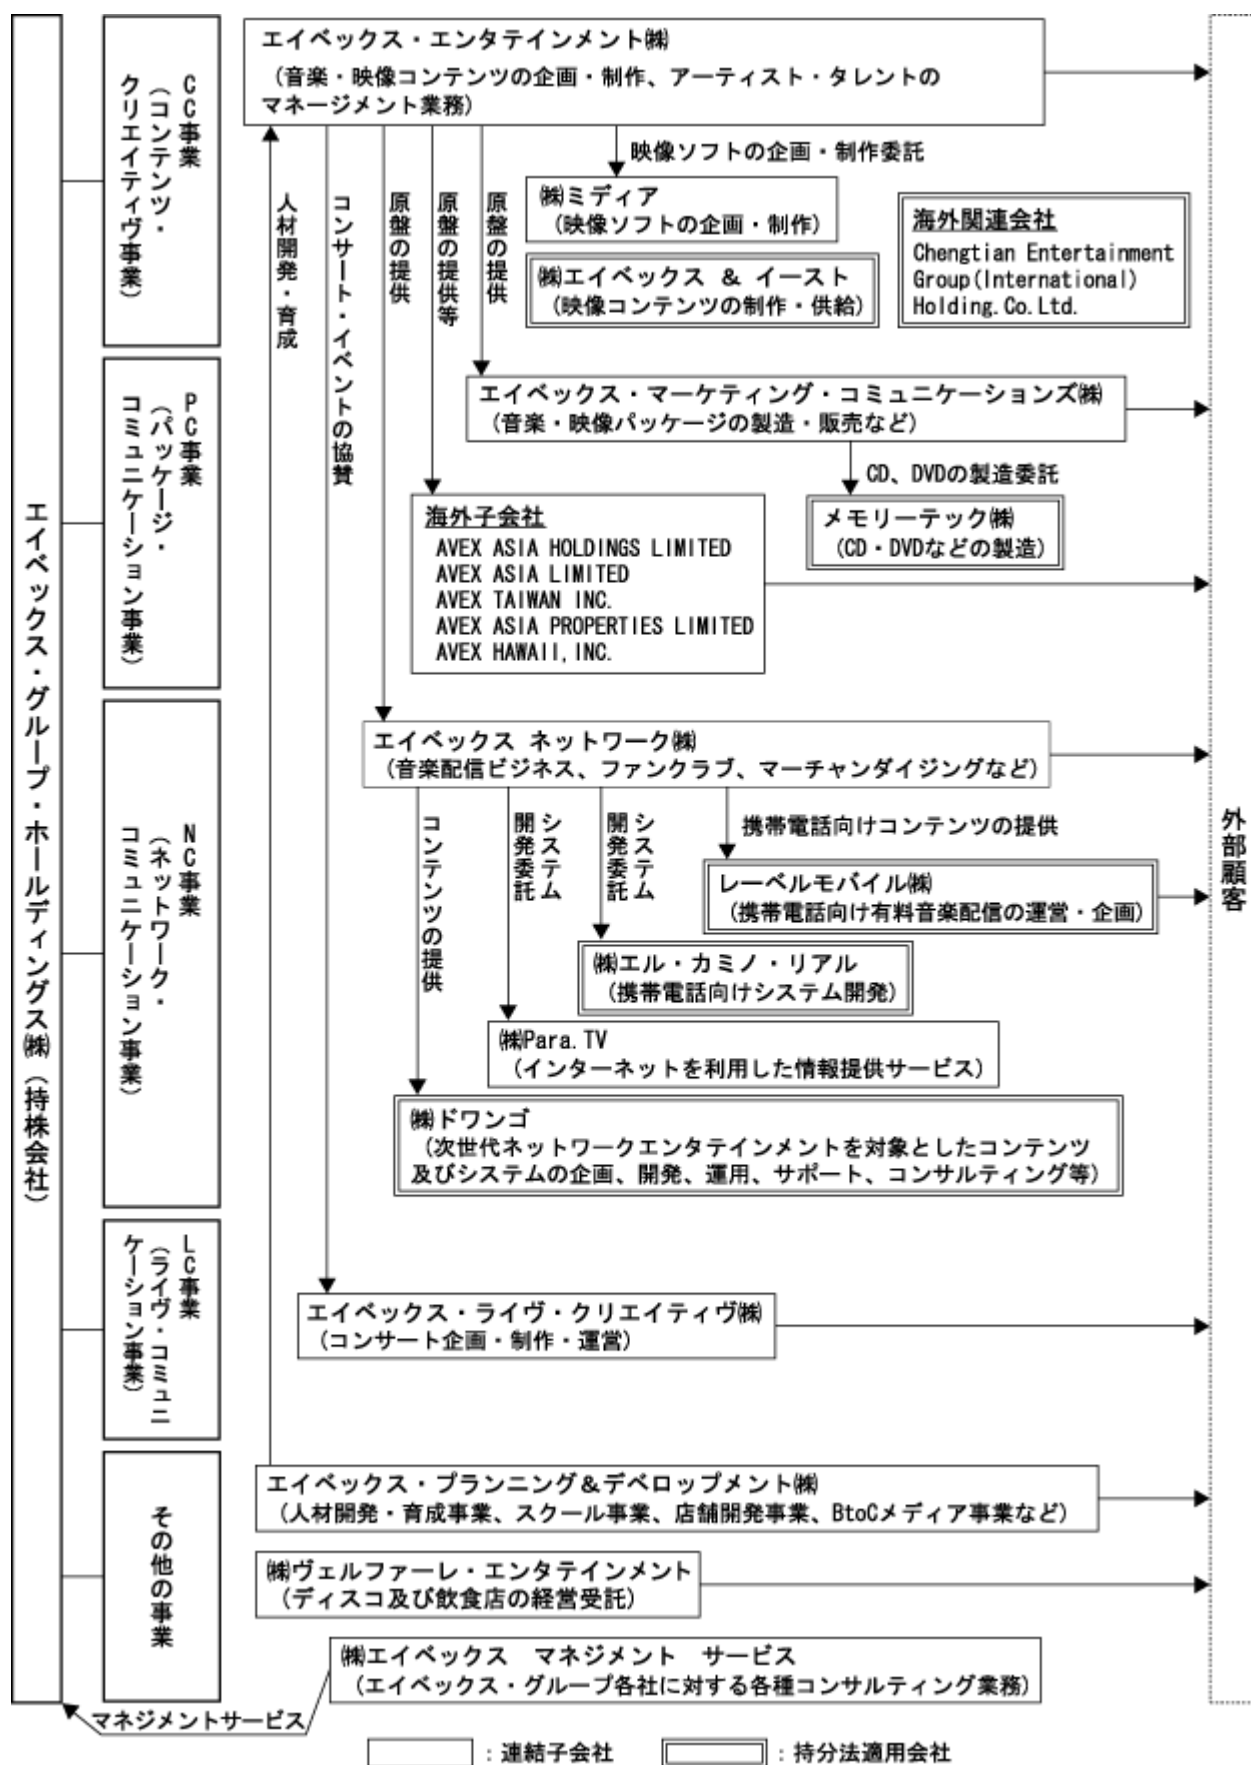 エイベックス・グループ・ホールディングス㈱（持株会社）
CC事業
（コンテンツ・
クリエイティヴ事業）
エイベックス・エンタテインメント㈱
（音楽・映像コンテンツの企画・制作、アーティスト・タレントの
マネージメント業務）
人材開発・育成
コンサート・イベントの協賛
原盤の提供
原盤の提供等
原盤の提供
映像ソフトの企画・制作委託
㈱ミディア
（映像ソフトの企画・制作）
㈱エイベックス ＆ イースト
（映像コンテンツの制作・供給）
海外関連会社
Chengtian Entertainment
Group(International)
Holding.Co.Ltd.
PC事業
（パッケージ・
コミュニケーション事業）
エイベックス・マーケティング・コミュニケーションズ㈱
（音楽・映像パッケージの製造・販売など）
CD、DVDの製造委託
メモリーテック㈱
（CD・DVDなどの製造）
海外子会社
AVEX ASIA HOLDINGS LIMITED
AVEX ASIA LIMITED
AVEX TAIWAN INC.
AVEX ASIA PROPERTIES LIMITED
AVEX HAWAII,INC.
NC事業
（ネットワーク・
コミュニケーション事業）
エイベックス ネットワーク㈱
（音楽配信ビジネス、ファンクラブ、マーチャンダイジングなど）
コンテンツの提供
システム
開発委託
システム
開発委託
携帯電話向けコンテンツの提供
レーベルモバイル㈱
（携帯電話向け有料音楽配信の運営・企画）
㈱エル・カミノ・リアル
（携帯電話向けシステム開発）
㈱Para.TV
（インターネットを利用した情報提供サービス）
㈱ドワンゴ
（次世代ネットワークエンタテインメントを対象としたコンテンツ
及びシステムの企画、開発、運用、サポート、コンサルティング等）
外部顧客
LC事業
（ライヴ・コミュニ
ケーション事業）
エイベックス・ライヴ・クリエイティヴ㈱
（コンサート企画・制作・運営）
その他の事業
エイベックス・プランニング＆デベロップメント㈱
（人材開発・育成事業、スクール事業、店舗開発事業、BtoCメディア事業など）
㈱ヴェルファーレ・エンタテインメント
（ディスコ及び飲食店の経営受託）
㈱エイベックス マネジメント サービス
（エイベックス・グループ各社に対する各種コンサルティング業務）
マネジメントサービス
：連結子会社
：持分法適用会社